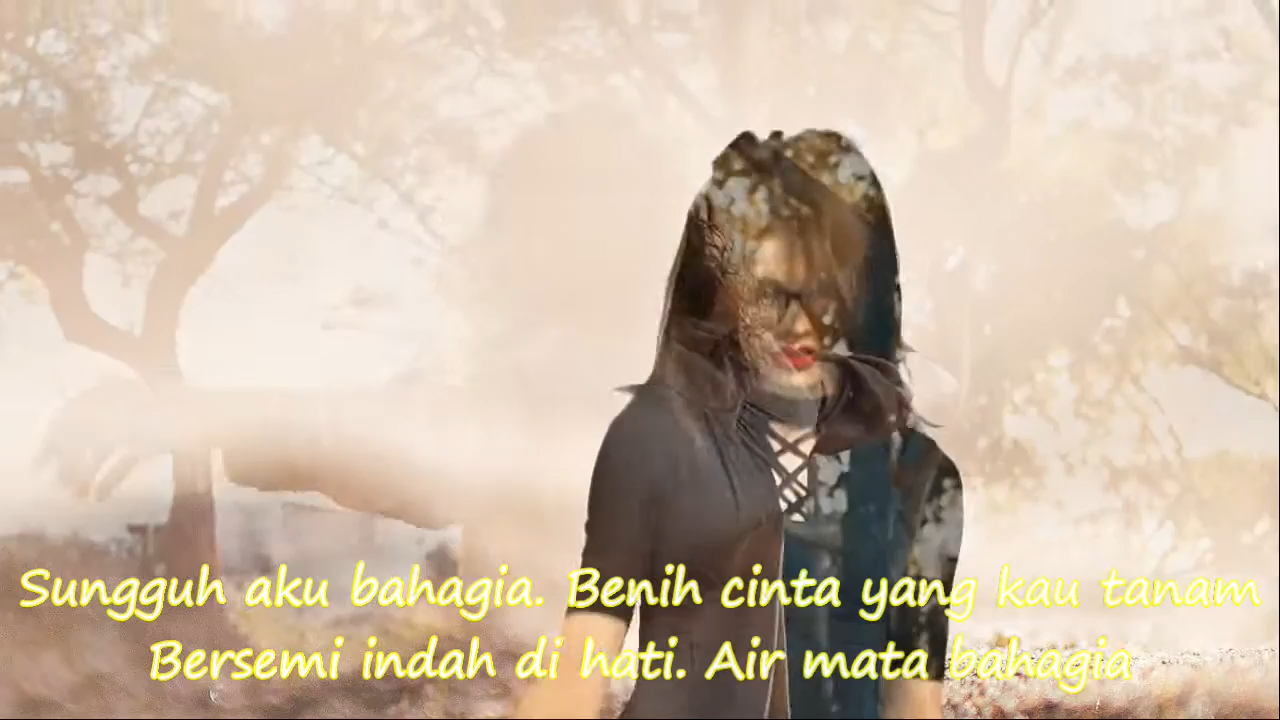 Sungguh aku bahagia. Benih cinta yang kau tanam
Bersemi indah di hati. Air mata bahagia